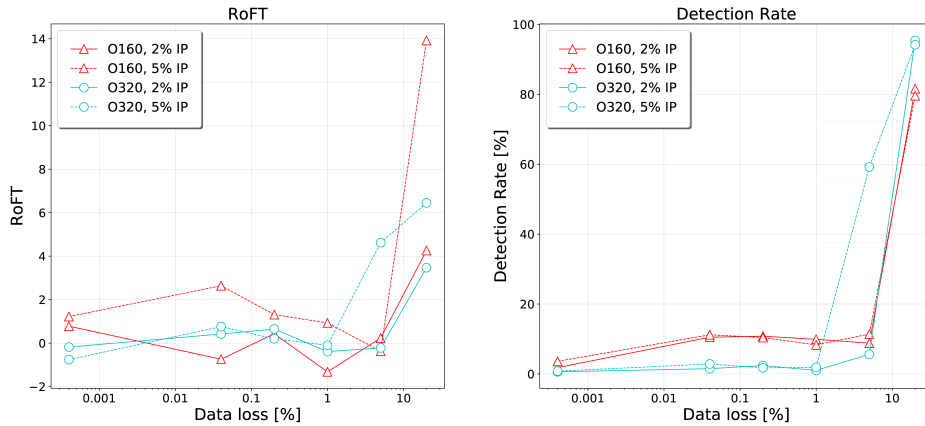 RoFT
14
12
10
8
6
4
2
0
−2
RoFT
O160, 2% IP
O160, 5% IP
O320, 2% IP
O320, 5% IP
0.001
0.01
0.1
1
10
Data loss [%]
Detection Rate
100
80
60
40
20
0
Detection Rate [%]
O160, 2% IP
O160, 5% IP
O320, 2% IP
O320, 5% IP
0.001
0.01
0.1
1
10
Data loss [%]